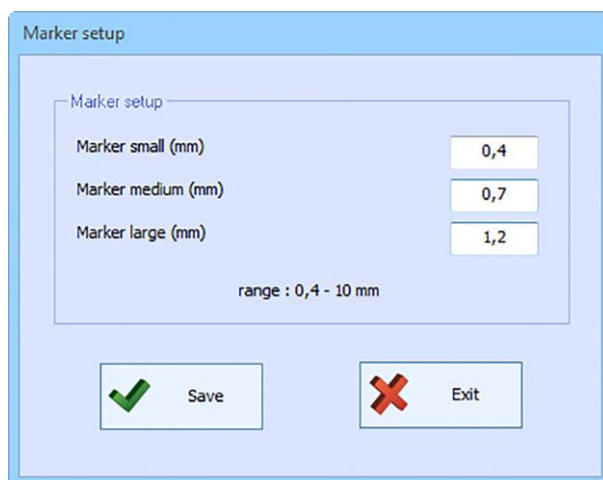 Marker setup
Marker setup
Marker small (mm) 0,4
Marker medium (mm) 0,7
Marker large (mm) 1,2
range : 0,4 - 10 mm
Save Exit